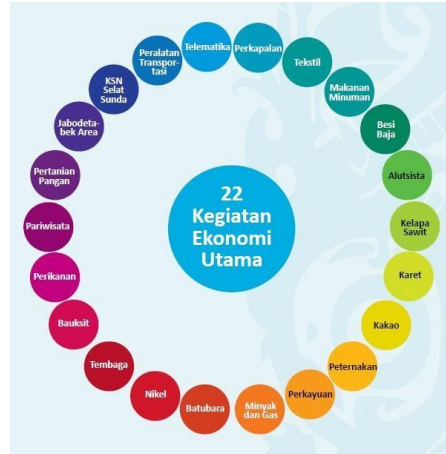 22
Kegiatan
Ekonomi
Utama
Telematika
Perkapalan
Tekstil
Makanan
Minuman
Besi
Baja
Alutsista
Kelapa
Sawit
Karet
Kakao
Peternakan
Perkayuan
Minyak
dan Gas
Batubara
Nikel
Tembaga
Bauksit
Perikanan
Pariwisata
Pertanian
Pangan
Jabodeta-
bek Area
KSN
Selat
Sunda
Peralatan
Transpor-
tasi